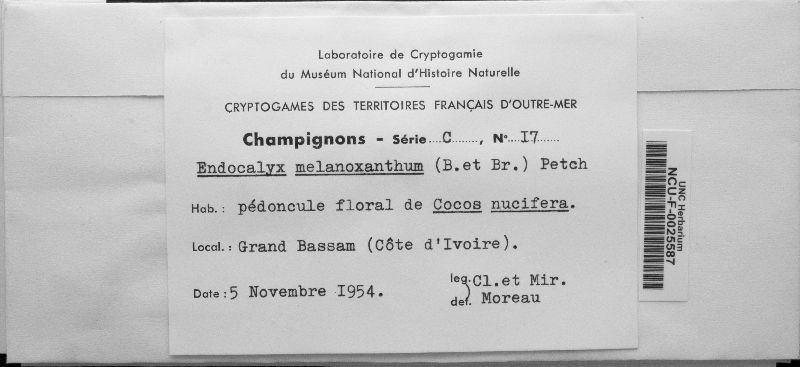 Laboratoire de Cryptogamie
du Muséum National d'Histoire Naturelle
CRYPTOGAMES DES TERRITOIRES FRANÇAIS D'OUTRE-MER
Champignons - Série....C........, N°....I7.......
Endocalyx melanoxanthum (B.et Br.) Petch
Hab.: pédoncule floral de Cocos nucifera.
Local.: Grand Bassam (Côte d'Ivoire).
Date: 5 Novembre I954.
leg. Cl.et Mir.
det. Moreau
UNC Herbarium
NCU-F-0025587